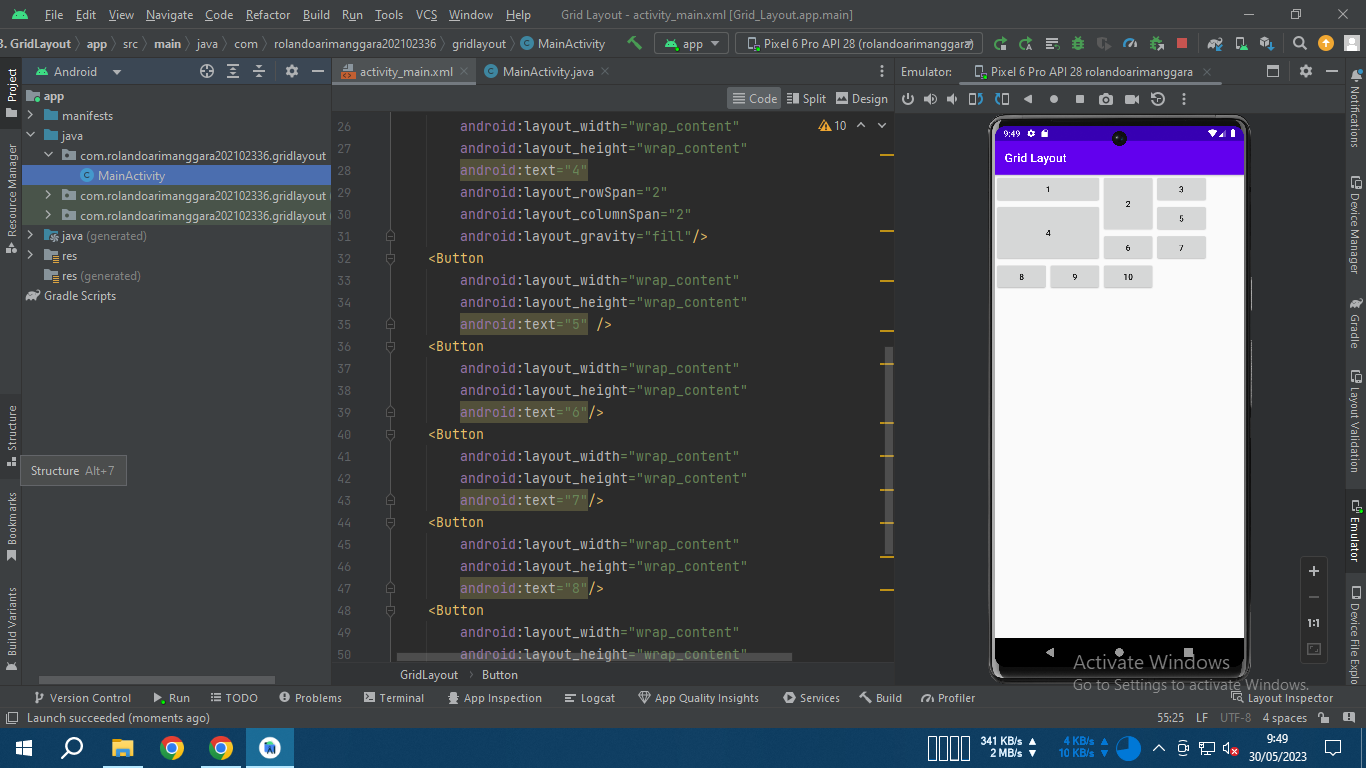 File Edit View Navigate Code Refactor Build Run Tools VCS Window Help Grid Layout - activity_main.xml [Grid_Layout.app.main]
3. GridLayout app src main java com rolandoarimanggara202102336 gridlayout MainActivity app Pixel 6 Pro API 28 (rolandoarimanggara)
Project
Android
activity_main.xml MainActivity.java
Emulator: Pixel 6 Pro API 28 rolandoarimanggara
Notifications
Code Split Design
app
manifests
java
com.rolandoarimanggara202102336.gridlayout
MainActivity
com.rolandoarimanggara202102336.gridlayout
com.rolandoarimanggara202102336.gridlayout
java (generated)
res
res (generated)
Gradle Scripts
Resource Manager
Structure
Structure Alt+7
Bookmarks
Build Variants
10
26 android:layout_width="wrap_content"
27 android:layout_height="wrap_content"
28 android:text="4"
29 android:layout_rowSpan="2"
30 android:layout_columnSpan="2"
31 android:layout_gravity="fill"/>
32 <Button
33 android:layout_width="wrap_content"
34 android:layout_height="wrap_content"
35 android:text="5" />
36 <Button
37 android:layout_width="wrap_content"
38 android:layout_height="wrap_content"
39 android:text="6"/>
40 <Button
41 android:layout_width="wrap_content"
42 android:layout_height="wrap_content"
43 android:text="7"/>
44 <Button
45 android:layout_width="wrap_content"
46 android:layout_height="wrap_content"
47 android:text="8"/>
48 <Button
49 android:layout_width="wrap_content"
50 android:layout_height="wrap_content"
GridLayout Button
9:49
Grid Layout
1 2 3
4 5
6 7
8 9 10
Device Manager
Gradle
Layout Validation
Emulator
Device File Explo
1:1
Activate Windows
Go to Settings to activate Windows.
Version Control Run TODO Problems Terminal App Inspection Logcat App Quality Insights Services Build Profiler Layout Inspector
Launch succeeded (moments ago) 55:25 LF UTF-8 4 spaces
341 KB/s 4 KB/s 9:49
2 MB/s 10 KB/s 30/05/2023